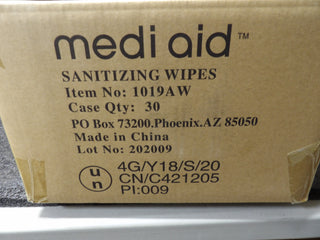 medi aid™
SANITIZING WIPES
Item No: 1019AW
Case Qty: 30
PO Box 73200.Phoenix.AZ 85050
Made in China
Lot No: 202009
un
4G/Y18/S/20
CN/C421205
PI:009